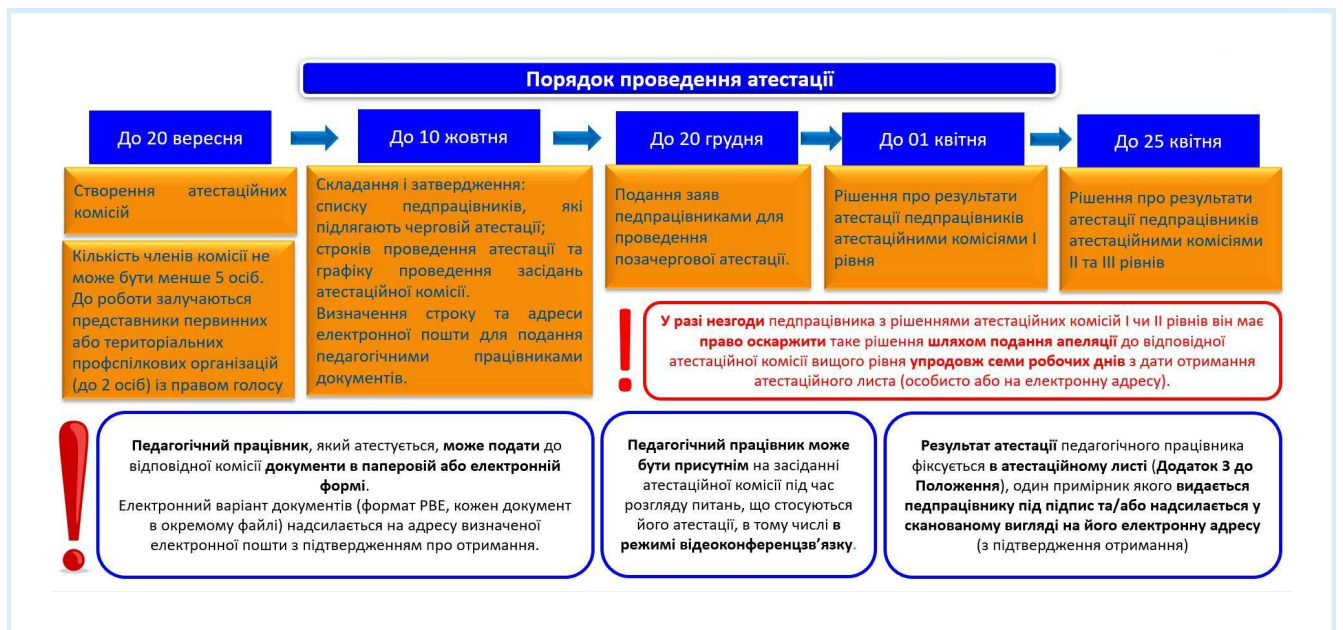 Порядок проведення атестації
До 20 вересня
До 10 жовтня
До 20 грудня
До 01 квітня
До 25 квітня
Створення атестаційних
комісій
Кількість членів комісії не
може бути менше 5 осіб.
До роботи залучаються
представники первинних
або територіальних
профспілкових організацій
(до 2 осіб) із правом голосу
Складання і затвердження:
списку педпрацівників, які
підлягають черговій атестації;
строків проведення атестації та
графіку проведення засідань
атестаційної комісії.
Визначення строку та адреси
електронної пошти для подання
педагогічними працівниками
документів.
Подання заяв
педпрацівниками для
проведення
позачергової атестації.
Рішення про результати
атестації педпрацівників
атестаційними комісіями І
рівня
Рішення про результати
атестації педпрацівників
атестаційними комісіями
ІІ та ІІІ рівнів
У разі незгоди педпрацівника з рішеннями атестаційних комісій І чи ІІ рівнів він має
право оскаржити таке рішення шляхом подання апеляції до відповідної
атестаційної комісії вищого рівня упродовж семи робочих днів з дати отримання
атестаційного листа (особисто або на електронну адресу).
Педагогічний працівник, який атестується, може подати до
відповідної комісії документи в паперовій або електронній
формі.
Електронний варіант документів (формат PBE, кожен документ
в окремому файлі) надсилається на адресу визначеної
електронної пошти з підтвердженням про отримання.
Педагогічний працівник може
бути присутнім на засіданні
атестаційної комісії під час
розгляду питань, що стосуються
його атестації, в тому числі в
режимі відеоконференцзв’язку.
Результат атестації педагогічного працівника
фіксується в атестаційному листі (Додаток 3 до
Положення), один примірник якого видається
педпрацівнику під підпис та/або надсилається у
сканованому вигляді на його електронну адресу
(з підтвердження отримання)